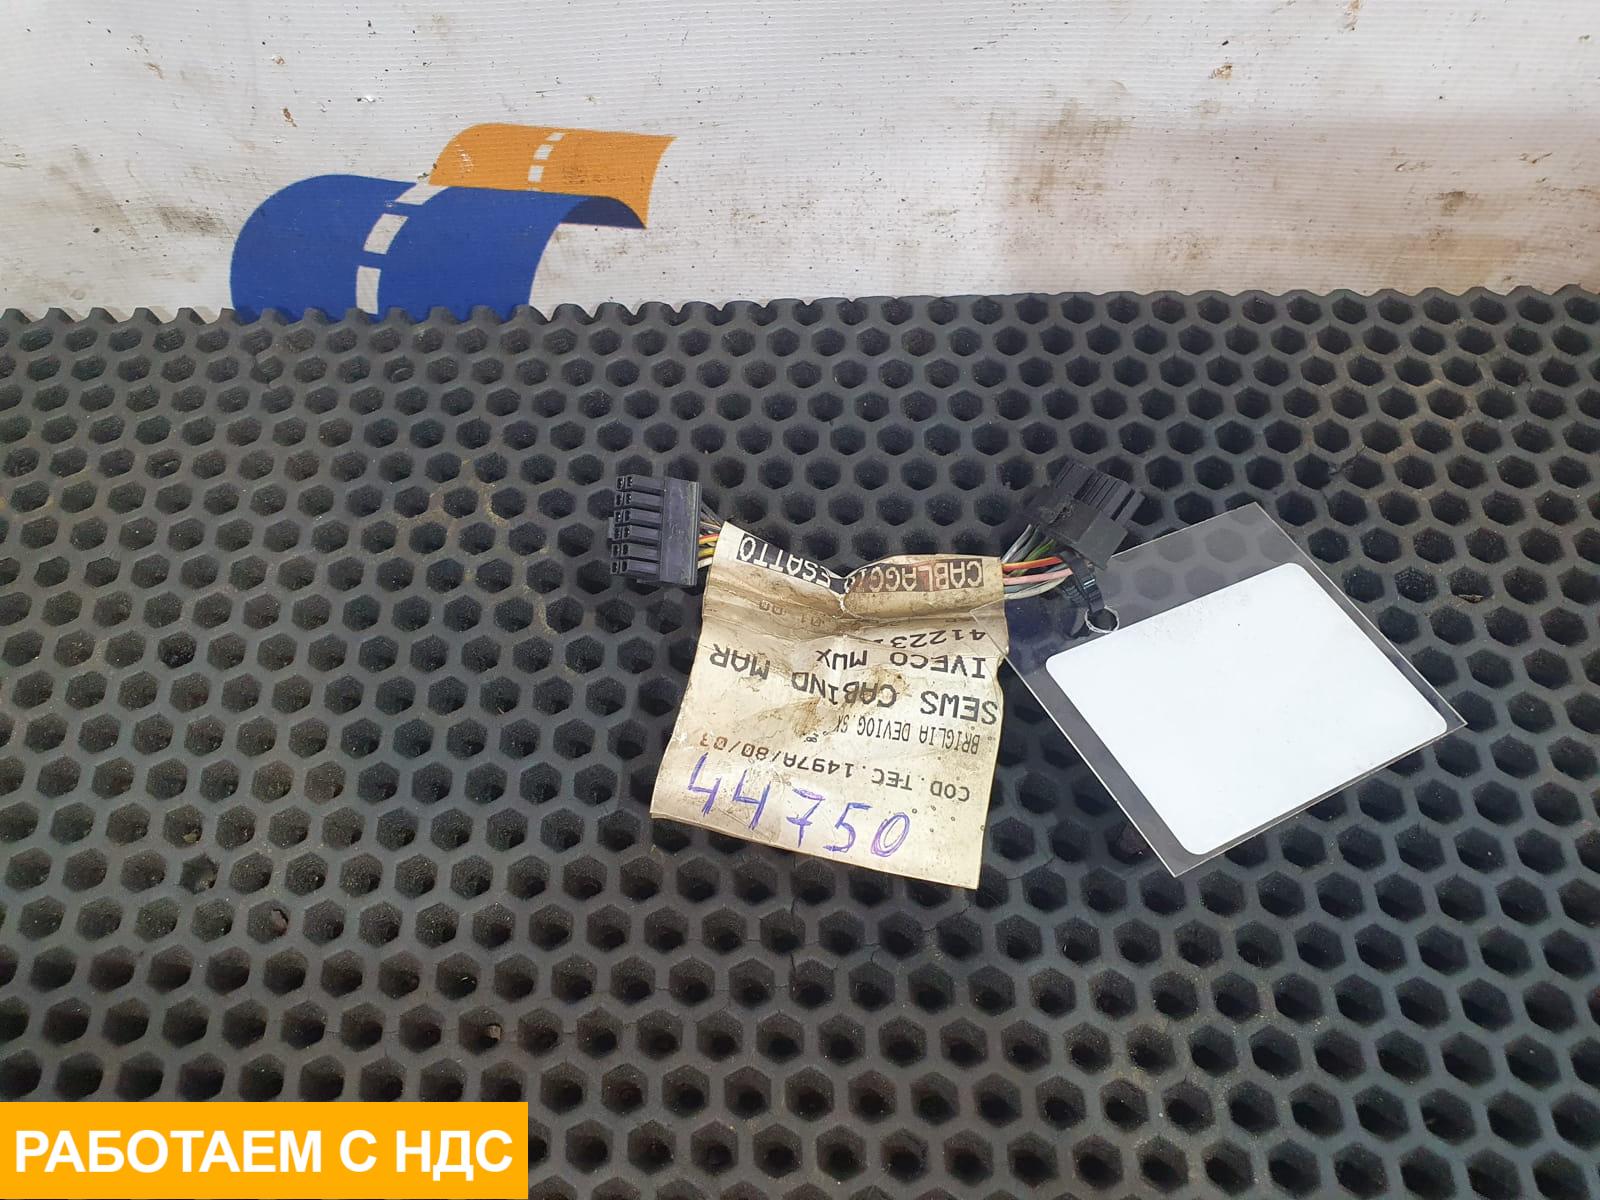 CABLAGGIO ESATTO
41223
IVECO MUX
SEWS CABIND MAR
BRIGLIA DEVIOG.
COD.TEC.1497A/80/03
44750
РАБОТАЕМ С НДС